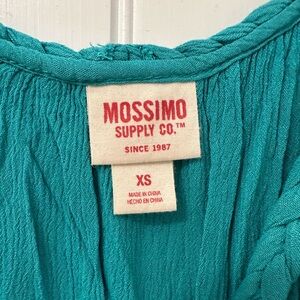 MOSSIMO
SUPPLY CO.™
SINCE 1987
XS
MADE IN CHINA
HECHO EN CHINA